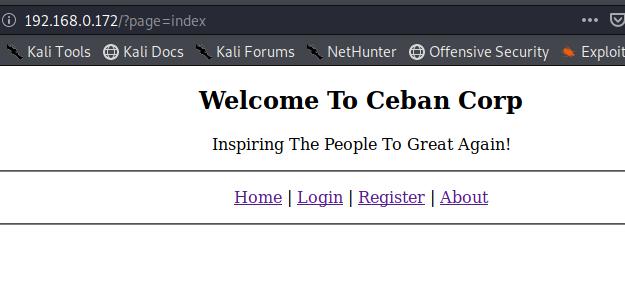 192.168.0.172/?page=index
Kali Tools Kali Docs Kali Forums NetHunter Offensive Security Exploit
Welcome To Ceban Corp
Inspiring The People To Great Again!
Home | Login | Register | About